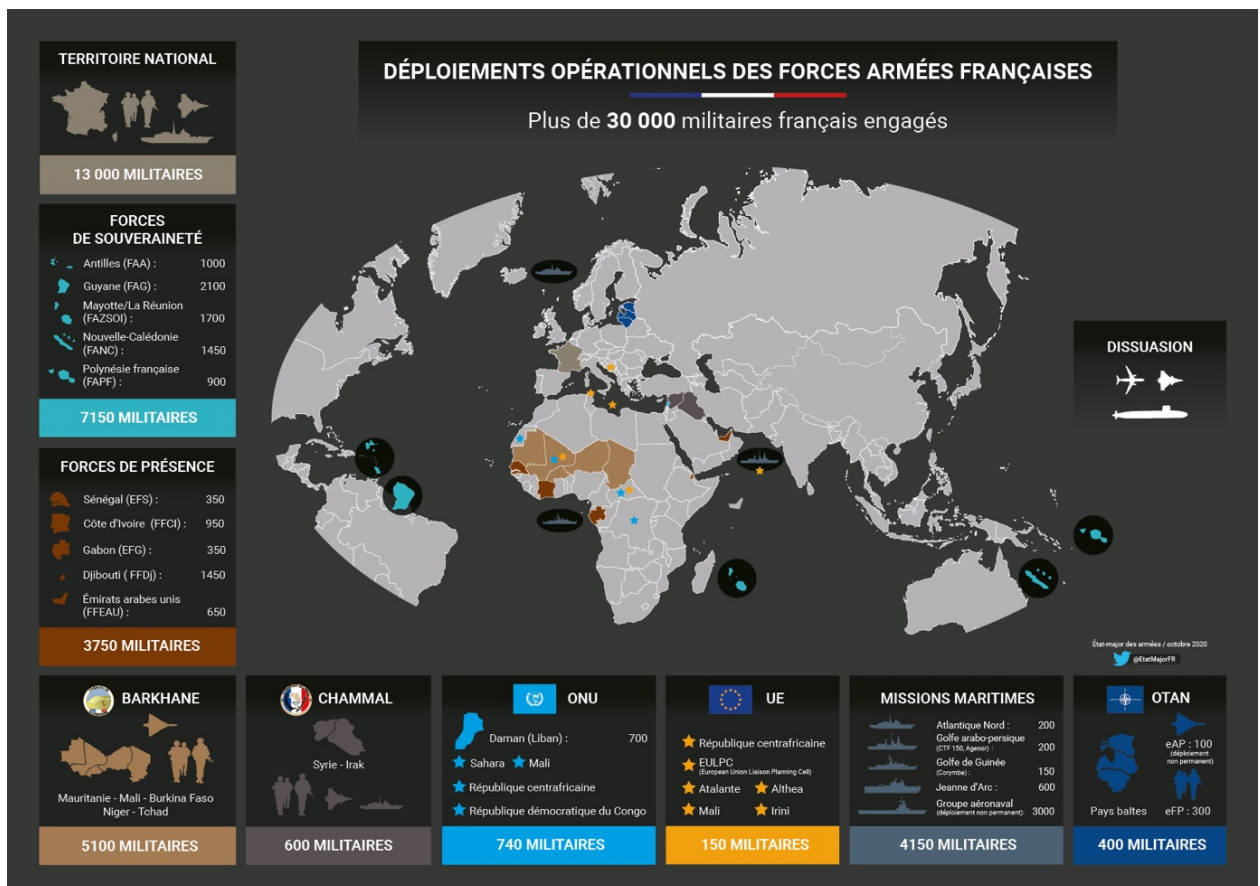 DÉPLOIEMENTS OPÉRATIONNELS DES FORCES ARMÉES FRANÇAISES
Plus de 30 000 militaires français engagés
TERRITOIRE NATIONAL
13 000 MILITAIRES
FORCES
DE SOUVERAINETÉ
Antilles (FAA) : 1000
Guyane (FAG) : 2100
Mayotte/La Réunion
(FAZSOI) : 1700
Nouvelle-Calédonie
(FANC) : 1450
Polynésie française
(FAPF) : 900
7150 MILITAIRES
FORCES DE PRÉSENCE
Sénégal (EFS) : 350
Côte d'Ivoire (FFCI) : 950
Gabon (EFG) : 350
Djibouti ( FFDj) : 1450
Émirats arabes unis
(FFEAU) : 650
3750 MILITAIRES
DISSUASION
État-major des armées / octobre 2020
@EtatMajorFR
BARKHANE
Mauritanie - Mali - Burkina Faso
Niger - Tchad
5100 MILITAIRES
CHAMMAL
Syrie - Irak
600 MILITAIRES
ONU
Daman (Liban) : 700
Sahara Mali
République centrafricaine
République démocratique du Congo
740 MILITAIRES
UE
République centrafricaine
EULPC
(European Union Liaison Planning Cell)
Atalante Althea
Mali Irini
150 MILITAIRES
MISSIONS MARITIMES
Atlantique Nord : 200
Golfe arabo-persique
(CTF 150, Agenor) : 200
Golfe de Guinée
(Corymbe) : 150
Jeanne d'Arc : 600
Groupe aéronaval
(déploiement non permanent): 3000
4150 MILITAIRES
OTAN
eAP : 100
(déploiement
non permanent)
Pays baltes eFP : 300
400 MILITAIRES